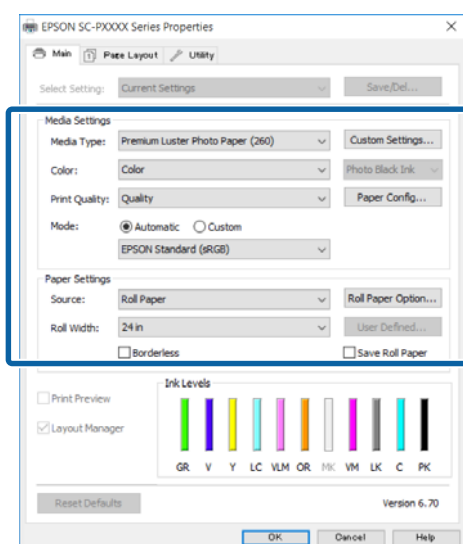 EPSON SC-PXXXX Series Properties
Main Page Layout Utility
Select Setting: Current Settings Save/Del...
Media Settings
Media Type: Premium Luster Photo Paper (260) Custom Settings...
Color: Color Photo Black Ink
Print Quality: Quality Paper Config...
Mode: Automatic Custom
EPSON Standard (sRGB)
Paper Settings
Source: Roll Paper Roll Paper Option...
Roll Width: 24 in User Defined...
Borderless Save Roll Paper
Ink Levels
Print Preview
Layout Manager
GR V Y LC VLM OR MK VM LK C PK
Reset Defaults Version 6.70
OK Cancel Help